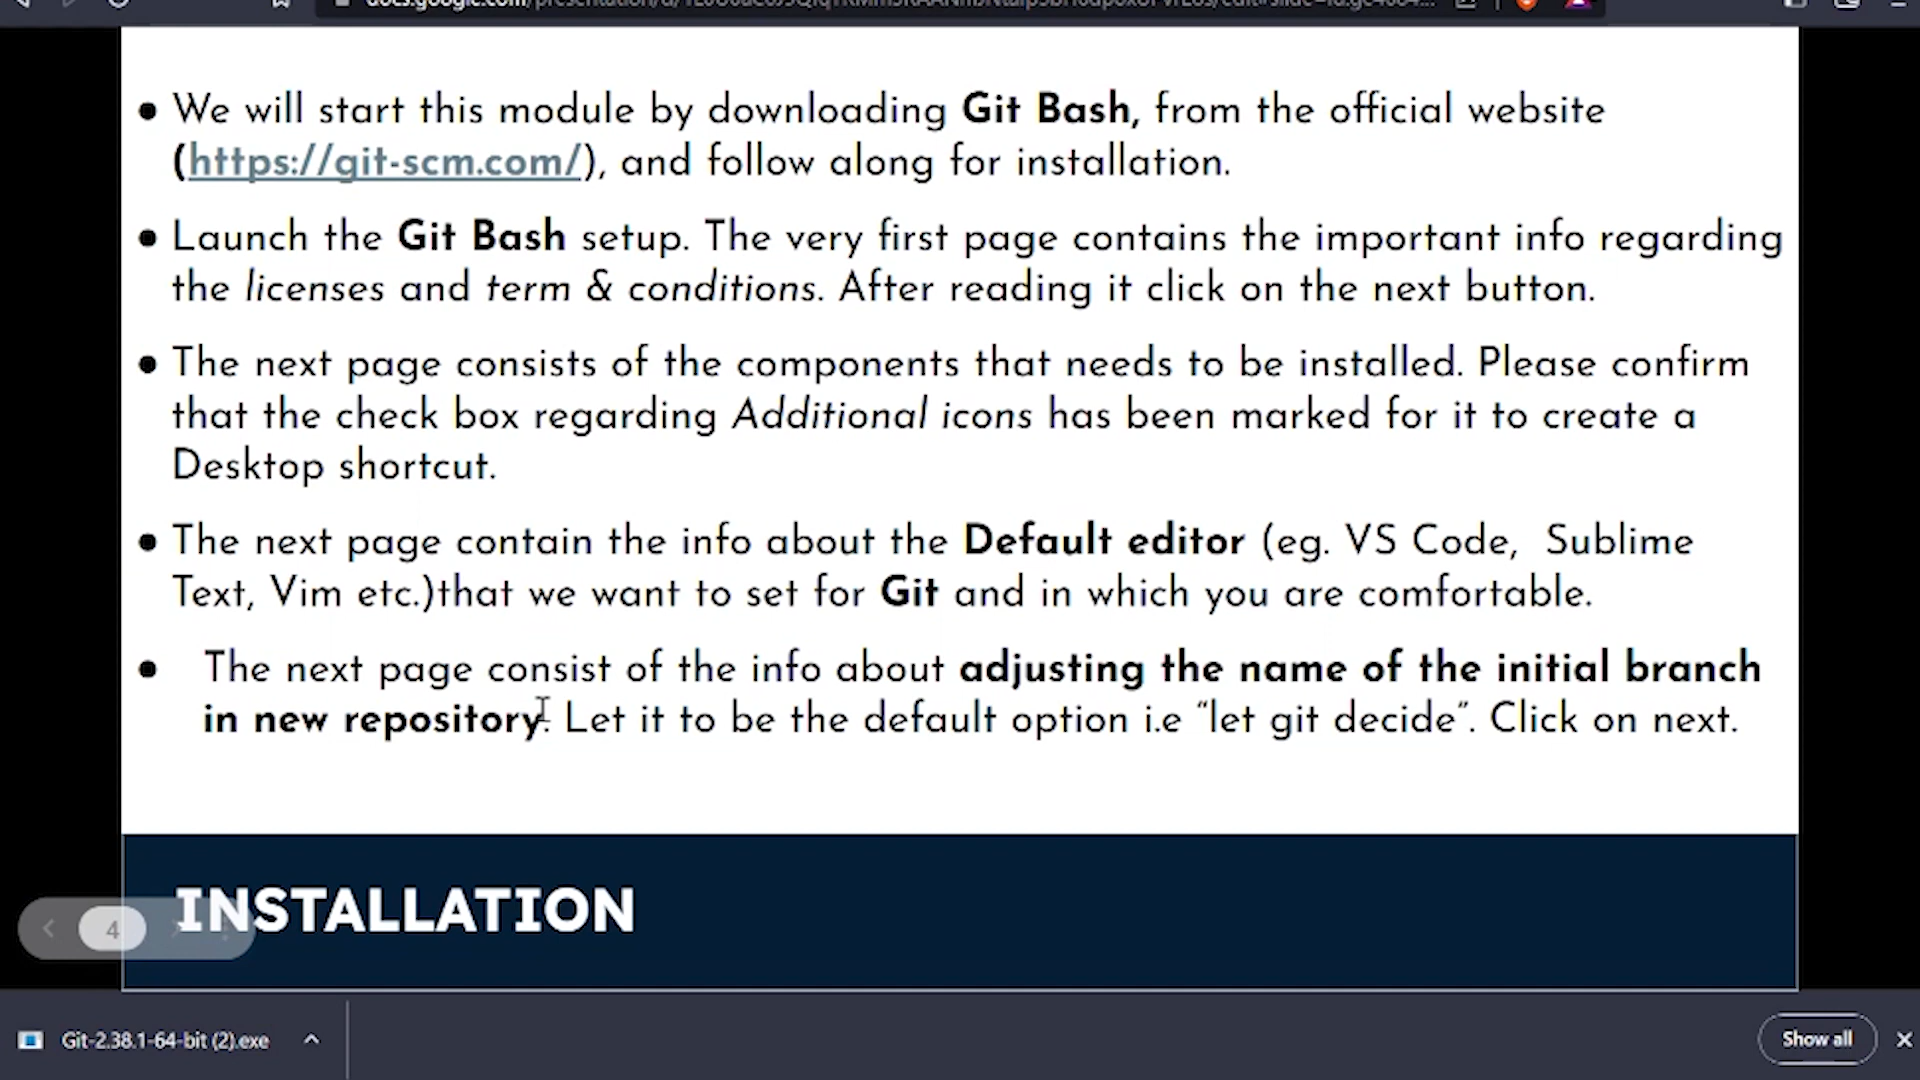 ● We will start this module by downloading Git Bash, from the official website
(https://git-scm.com/), and follow along for installation.
● Launch the Git Bash setup. The very first page contains the important info regarding
the licenses and term & conditions. After reading it click on the next button.
● The next page consists of the components that needs to be installed. Please confirm
that the check box regarding Additional icons has been marked for it to create a
Desktop shortcut.
● The next page contain the info about the Default editor (eg. VS Code, Sublime
Text, Vim etc.)that we want to set for Git and in which you are comfortable.
● The next page consist of the info about adjusting the name of the initial branch
in new repository. Let it to be the default option i.e “let git decide”. Click on next.
INSTALLATION
4
Git-2.38.1-64-bit (2).exe
Show all